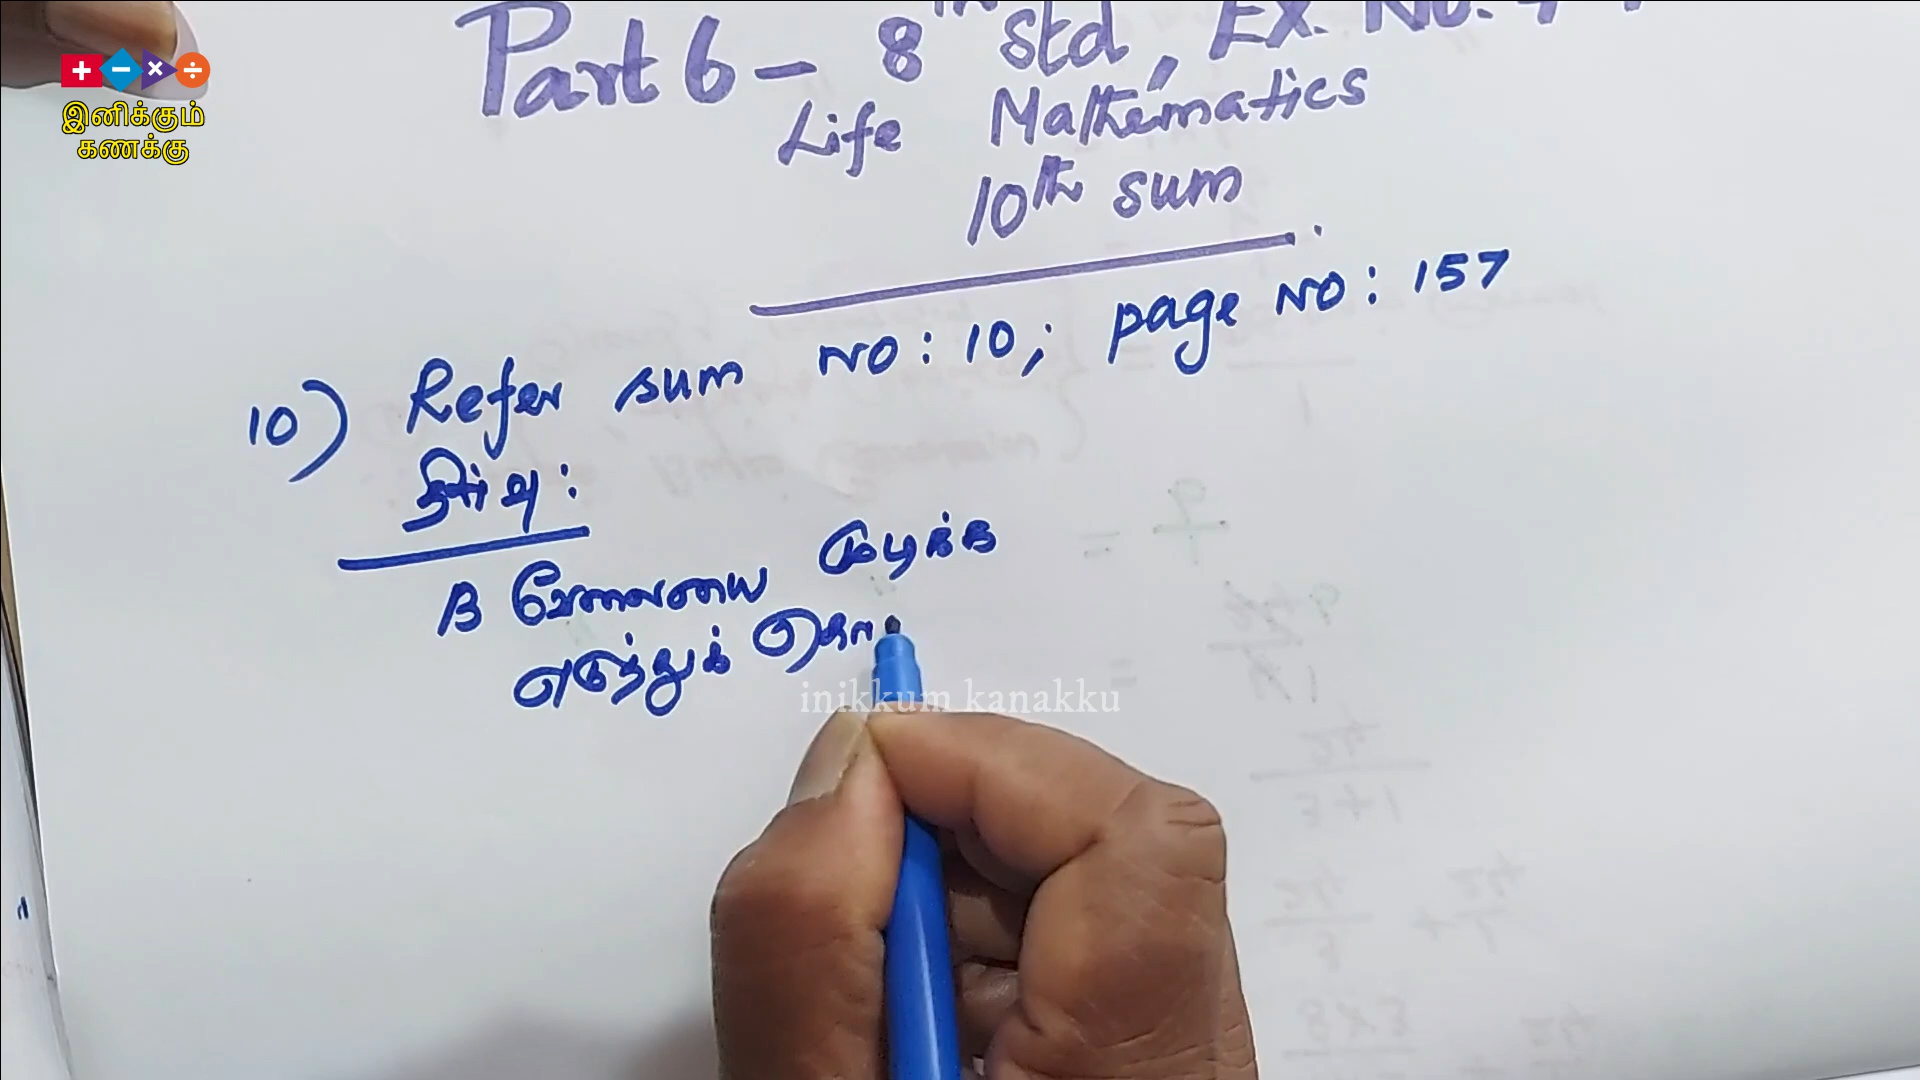 Part 6 - 8th std, Ex. No. 4
Life Mathematics
10th sum
இனிக்கும்
கணக்கு
10) Refer sum NO: 10; page NO: 157
தீர்வு:
B வேலையை முடிக்க
எடுத்துக் கொ
inikkum kanakku